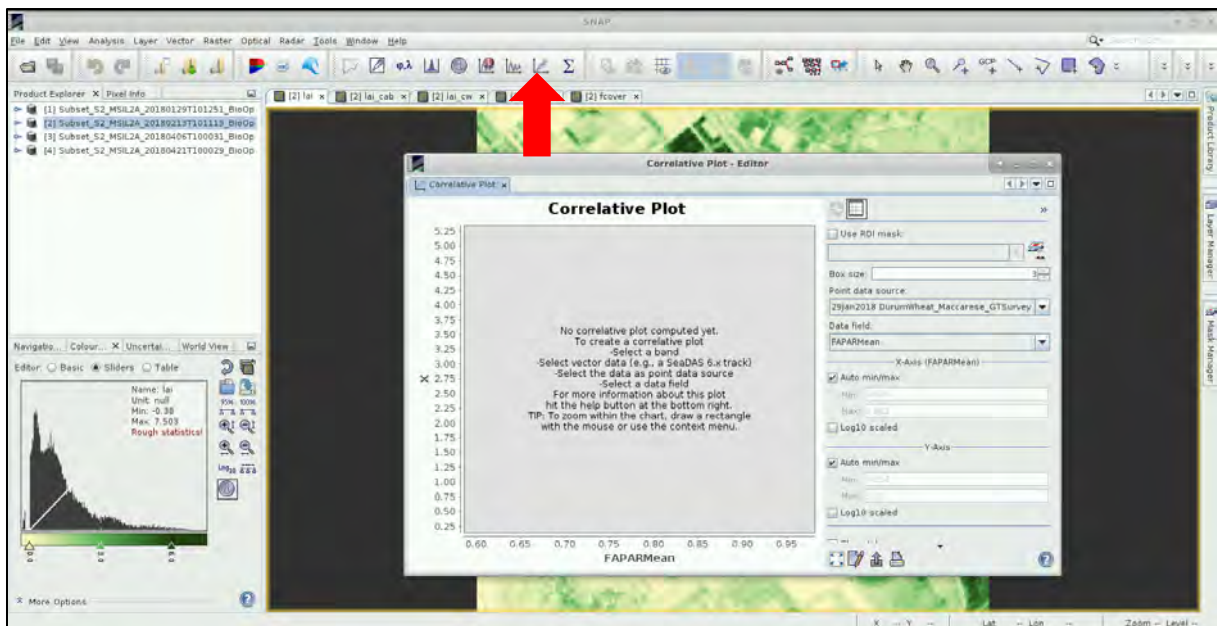 SNAP
File Edit View Analysis Layer Vector Raster Optical Radar Tools Window Help
Product Explorer Pixel Info
[1] Subset_S2_MSIL2A_20180129T101251_BioOp
[2] Subset_S2_MSIL2A_20180213T101113_BioOp
[3] Subset_S2_MSIL2A_20180406T100031_BioOp
[4] Subset_S2_MSIL2A_20180421T100029_BioOp
[2] lai [2] lai_cab [2] lai_cw [2] fcover
Product Library
Layer Manager
Mask Manager
Correlative Plot - Editor
Correlative Plot
Correlative Plot
5.25
5.00
4.75
4.50
4.25
4.00
3.75
3.50
3.25
3.00
X 2.75
2.50
2.25
2.00
1.75
1.50
1.25
1.00
0.75
0.50
0.25
No correlative plot computed yet.
To create a correlative plot
-Select a band
-Select vector data (e.g., a SeaDAS 6.x track)
-Select the data as point data source
-Select a data field
For more information about this plot
hit the help button at the bottom right.
TIP: To zoom within the chart, draw a rectangle
with the mouse or use the context menu.
0.60 0.65 0.70 0.75 0.80 0.85 0.90 0.95
FAPARMean
Use ROI mask:
Box size: 3
Point data source:
29Jan2018 DurumWheat_Maccarese_GTSurvey
Data field:
FAPARMean
X-Axis (FAPARMean)
Auto min/max
Min:
Max:
Log10 scaled
Y-Axis
Auto min/max
Min:
Max:
Log10 scaled
Navigatio... Colour... Uncertai... World View
Editor: Basic Sliders Table
Name: lai
Unit: null
Min: -0.38
Max: 7.503
Rough statistics!
95% 100%
Log10
More Options
X -- Y -- Lat -- Lon -- Zoom -- Level --